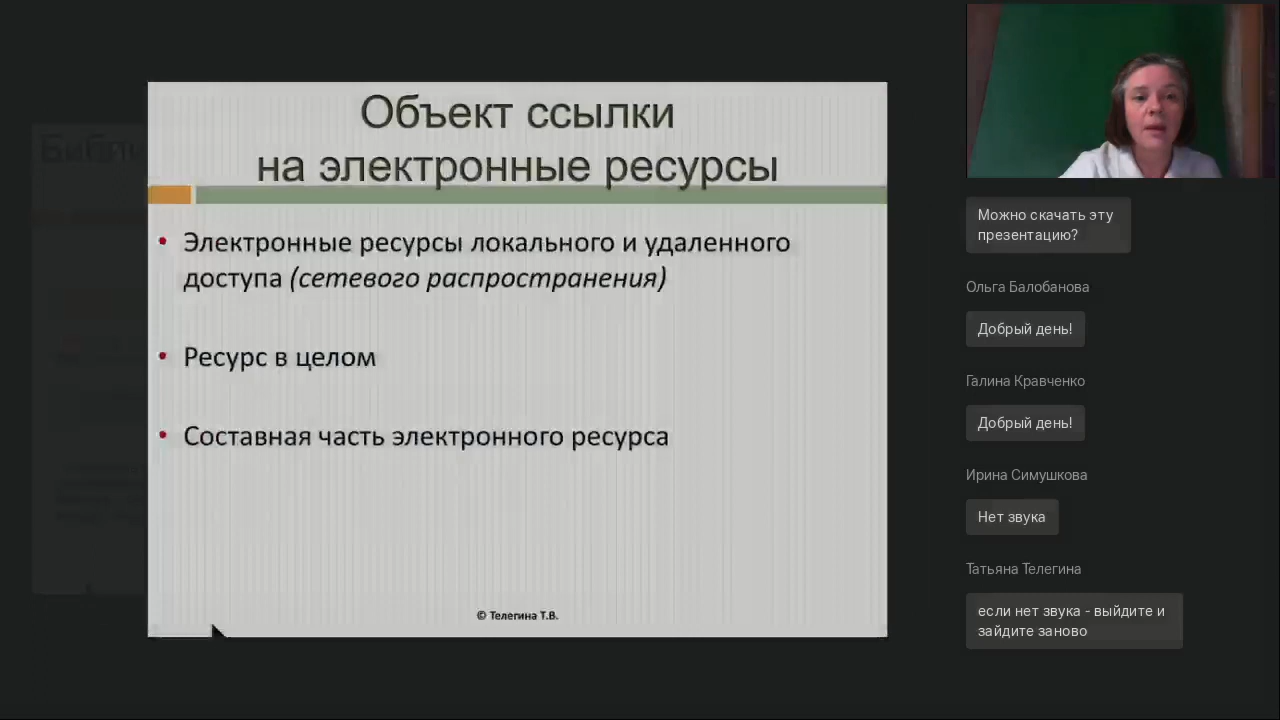 Объект ссылки
на электронные ресурсы
Электронные ресурсы локального и удаленного
доступа (сетевого распространения)
Ресурс в целом
Составная часть электронного ресурса
© Телегина Т.В.
Можно скачать эту
презентацию?
Ольга Балобанова
Добрый день!
Галина Кравченко
Добрый день!
Ирина Симушкова
Нет звука
Татьяна Телегина
если нет звука - выйдите и
зайдите заново